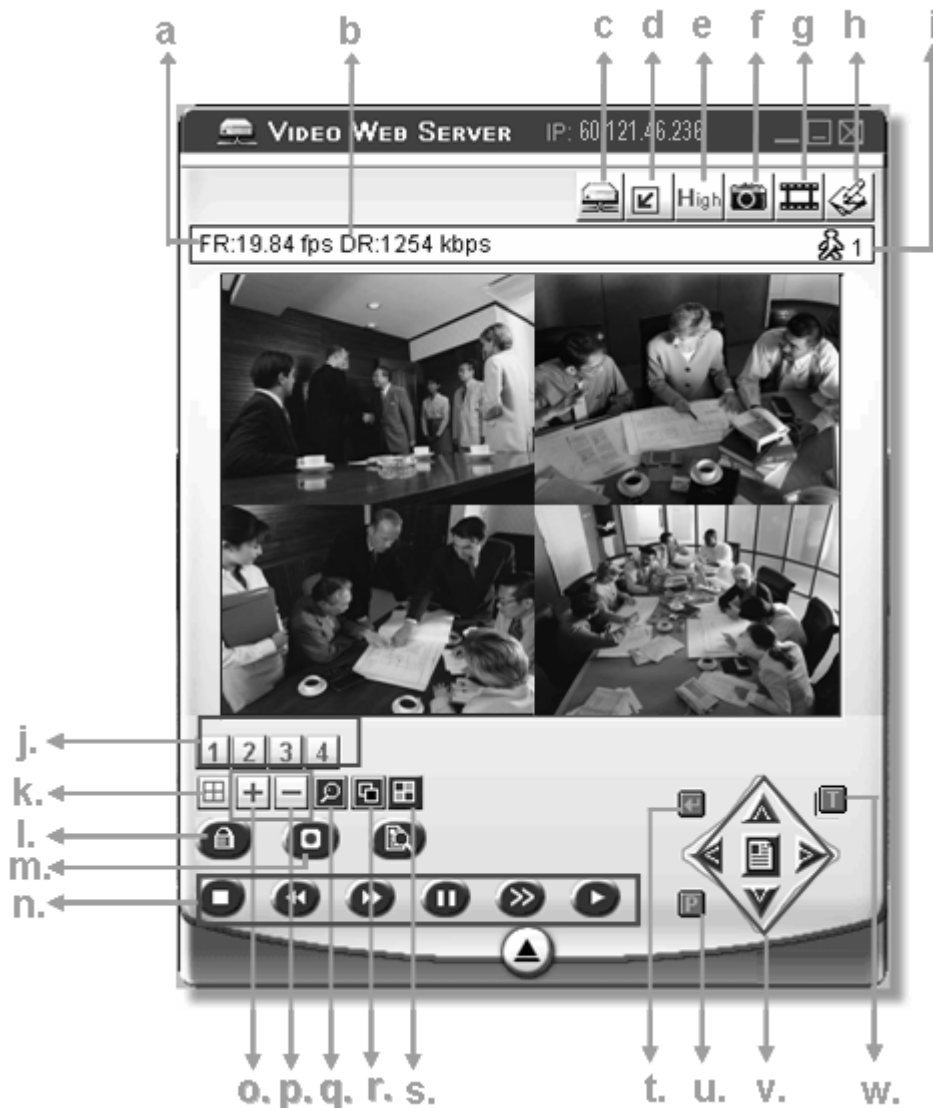 a b c d e f g h i
VIDEO WEB SERVER IP: 60.121.46.236
High
FR:19.84 fps DR:1254 kbps 1
j.
1 2 3 4
k.
l.
T
m.
n.
P
o. p. q. r. s. t. u. v. w.